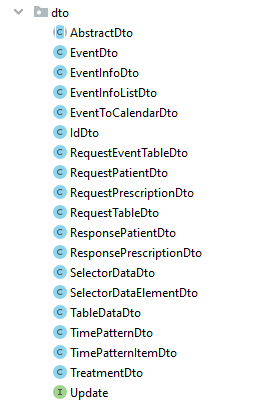 dto
AbstractDto
EventDto
EventInfoDto
EventInfoListDto
EventToCalendarDto
IdDto
RequestEventTableDto
RequestPatientDto
RequestPrescriptionDto
RequestTableDto
ResponsePatientDto
ResponsePrescriptionDto
SelectorDataDto
SelectorDataElementDto
TableDataDto
TimePatternDto
TimePatternItemDto
TreatmentDto
Update